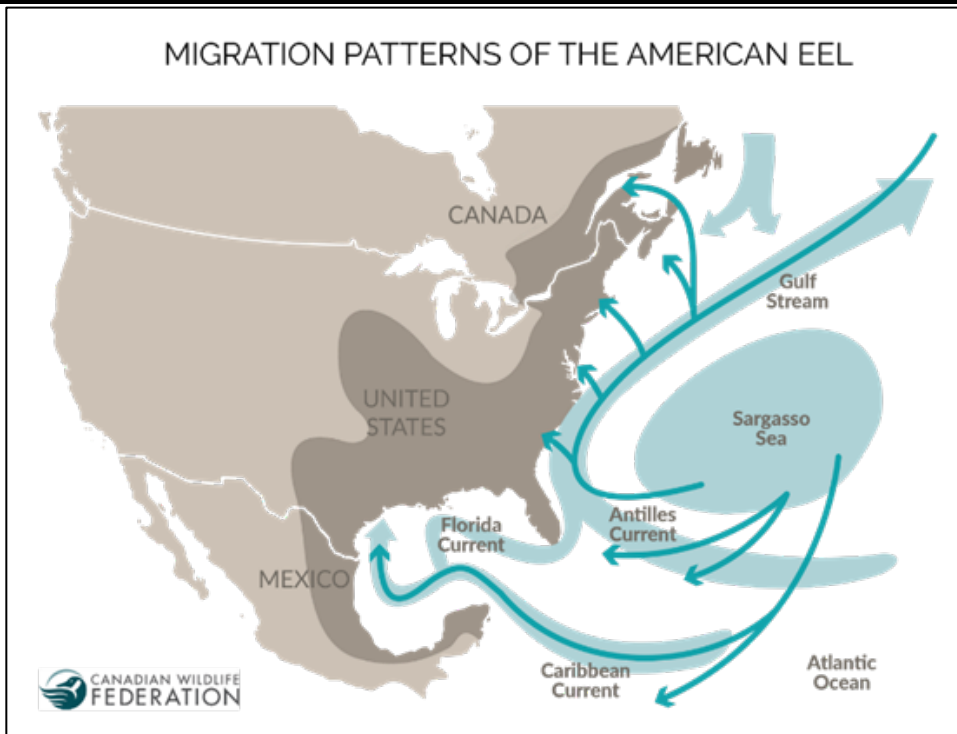 MIGRATION PATTERNS OF THE AMERICAN EEL
CANADA
Gulf
Stream
UNITED
STATES
Sargasso
Sea
Florida
Current
Antilles
Current
MEXICO
Caribbean
Current
Atlantic
Ocean
CANADIAN WILDLIFE
FEDERATION